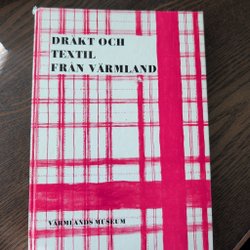 DRÄKT OCH
TEXTIL
FRÅN VÄRMLAND
VÄRMLANDS MUSEUM